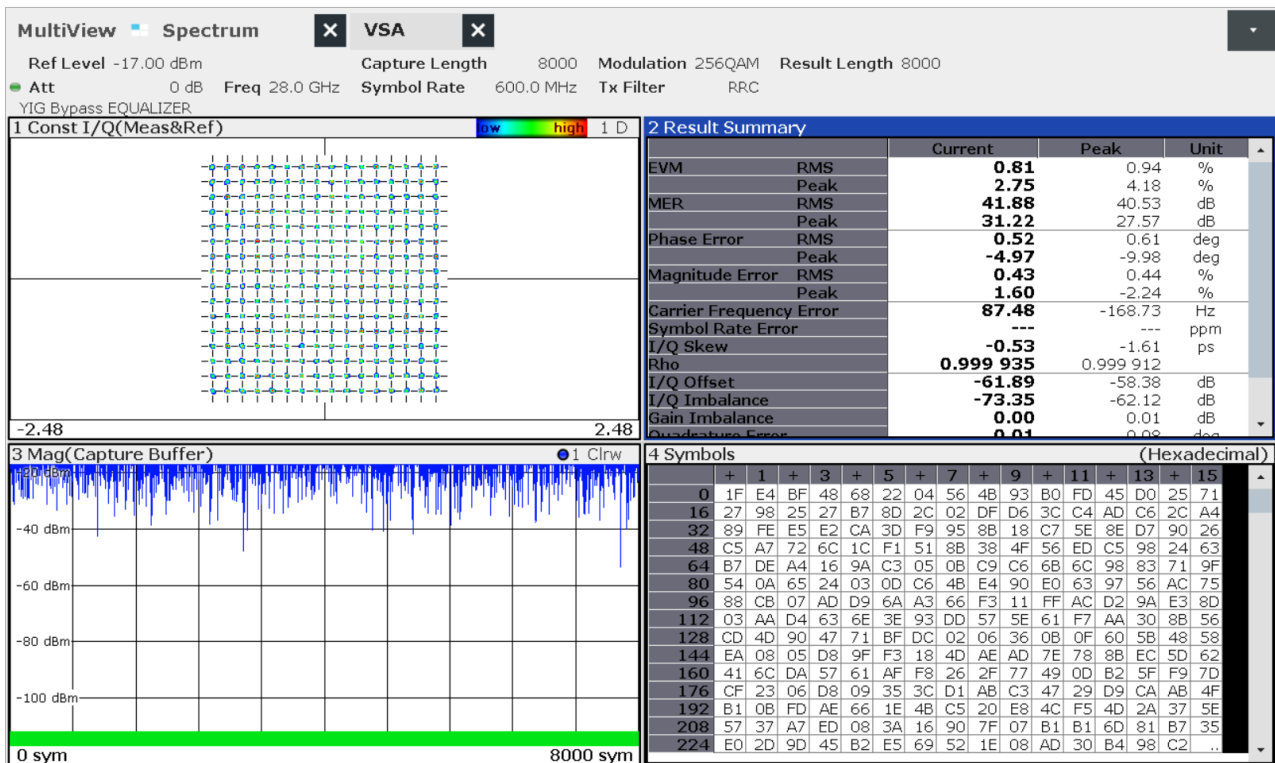 MultiView Spectrum VSA
Ref Level -17.00 dBm Capture Length 8000 Modulation 256QAM Result Length 8000
Att 0 dB Freq 28.0 GHz Symbol Rate 600.0 MHz Tx Filter RRC
YIG Bypass EQUALIZER
1 Const I/Q(Meas&Ref) low high 1 D
-2.48 2.48
2 Result Summary
Current Peak Unit
EVM RMS 0.81 0.94 %
Peak 2.75 4.18 %
MER RMS 41.88 40.53 dB
Peak 31.22 27.57 dB
Phase Error RMS 0.52 0.61 deg
Peak -4.97 -9.98 deg
Magnitude Error RMS 0.43 0.44 %
Peak 1.60 -2.24 %
Carrier Frequency Error 87.48 -168.73 Hz
Symbol Rate Error --- --- ppm
I/Q Skew -0.53 -1.61 ps
Rho 0.999 935 0.999 912
I/Q Offset -61.89 -58.38 dB
I/Q Imbalance -73.35 -62.12 dB
Gain Imbalance 0.00 0.01 dB
Quadrature Error 0.01 0.08 deg
3 Mag(Capture Buffer) 1 Clrw
-20 dBm
-40 dBm
-60 dBm
-80 dBm
-100 dBm
0 sym 8000 sym
4 Symbols (Hexadecimal)
+ 1 + 3 + 5 + 7 + 9 + 11 + 13 + 15
0 1F E4 BF 48 68 22 04 56 4B 93 B0 FD 45 D0 25 71
16 27 98 25 27 B7 8D 2C 02 DF D6 3C C4 AD C6 2C A4
32 89 FE E5 E2 CA 3D F9 95 8B 18 C7 5E 8E D7 90 26
48 C5 A7 72 6C 1C F1 51 8B 38 4F 56 ED C5 98 24 63
64 B7 DE A4 16 9A C3 05 0B C9 C6 6B 6C 98 83 71 9F
80 54 0A 65 24 03 0D C6 4B E4 90 E0 63 97 56 AC 75
96 88 CB 07 AD D9 6A A3 66 F3 11 FF AC D2 9A E3 8D
112 03 AA D4 63 6E 3E 93 DD 57 5E 61 F7 AA 30 8B 56
128 CD 4D 90 47 71 BF DC 02 06 36 0B 0F 60 5B 48 58
144 EA 08 05 D8 9F F3 18 4D AE AD 7E 78 8B EC 5D 62
160 41 6C DA 57 61 AF F8 26 2F 77 49 0D B2 5F F9 7D
176 CF 23 06 D8 09 35 3C D1 AB C3 47 29 D9 CA AB 4F
192 B1 0B FD AE 66 1E 4B C5 20 E8 4C F5 4D 2A 37 5E
208 57 37 A7 ED 08 3A 16 90 7F 07 B1 B1 6D 81 B7 35
224 E0 2D 9D 45 B2 E5 69 52 1E 08 AD 30 B4 98 C2 ..